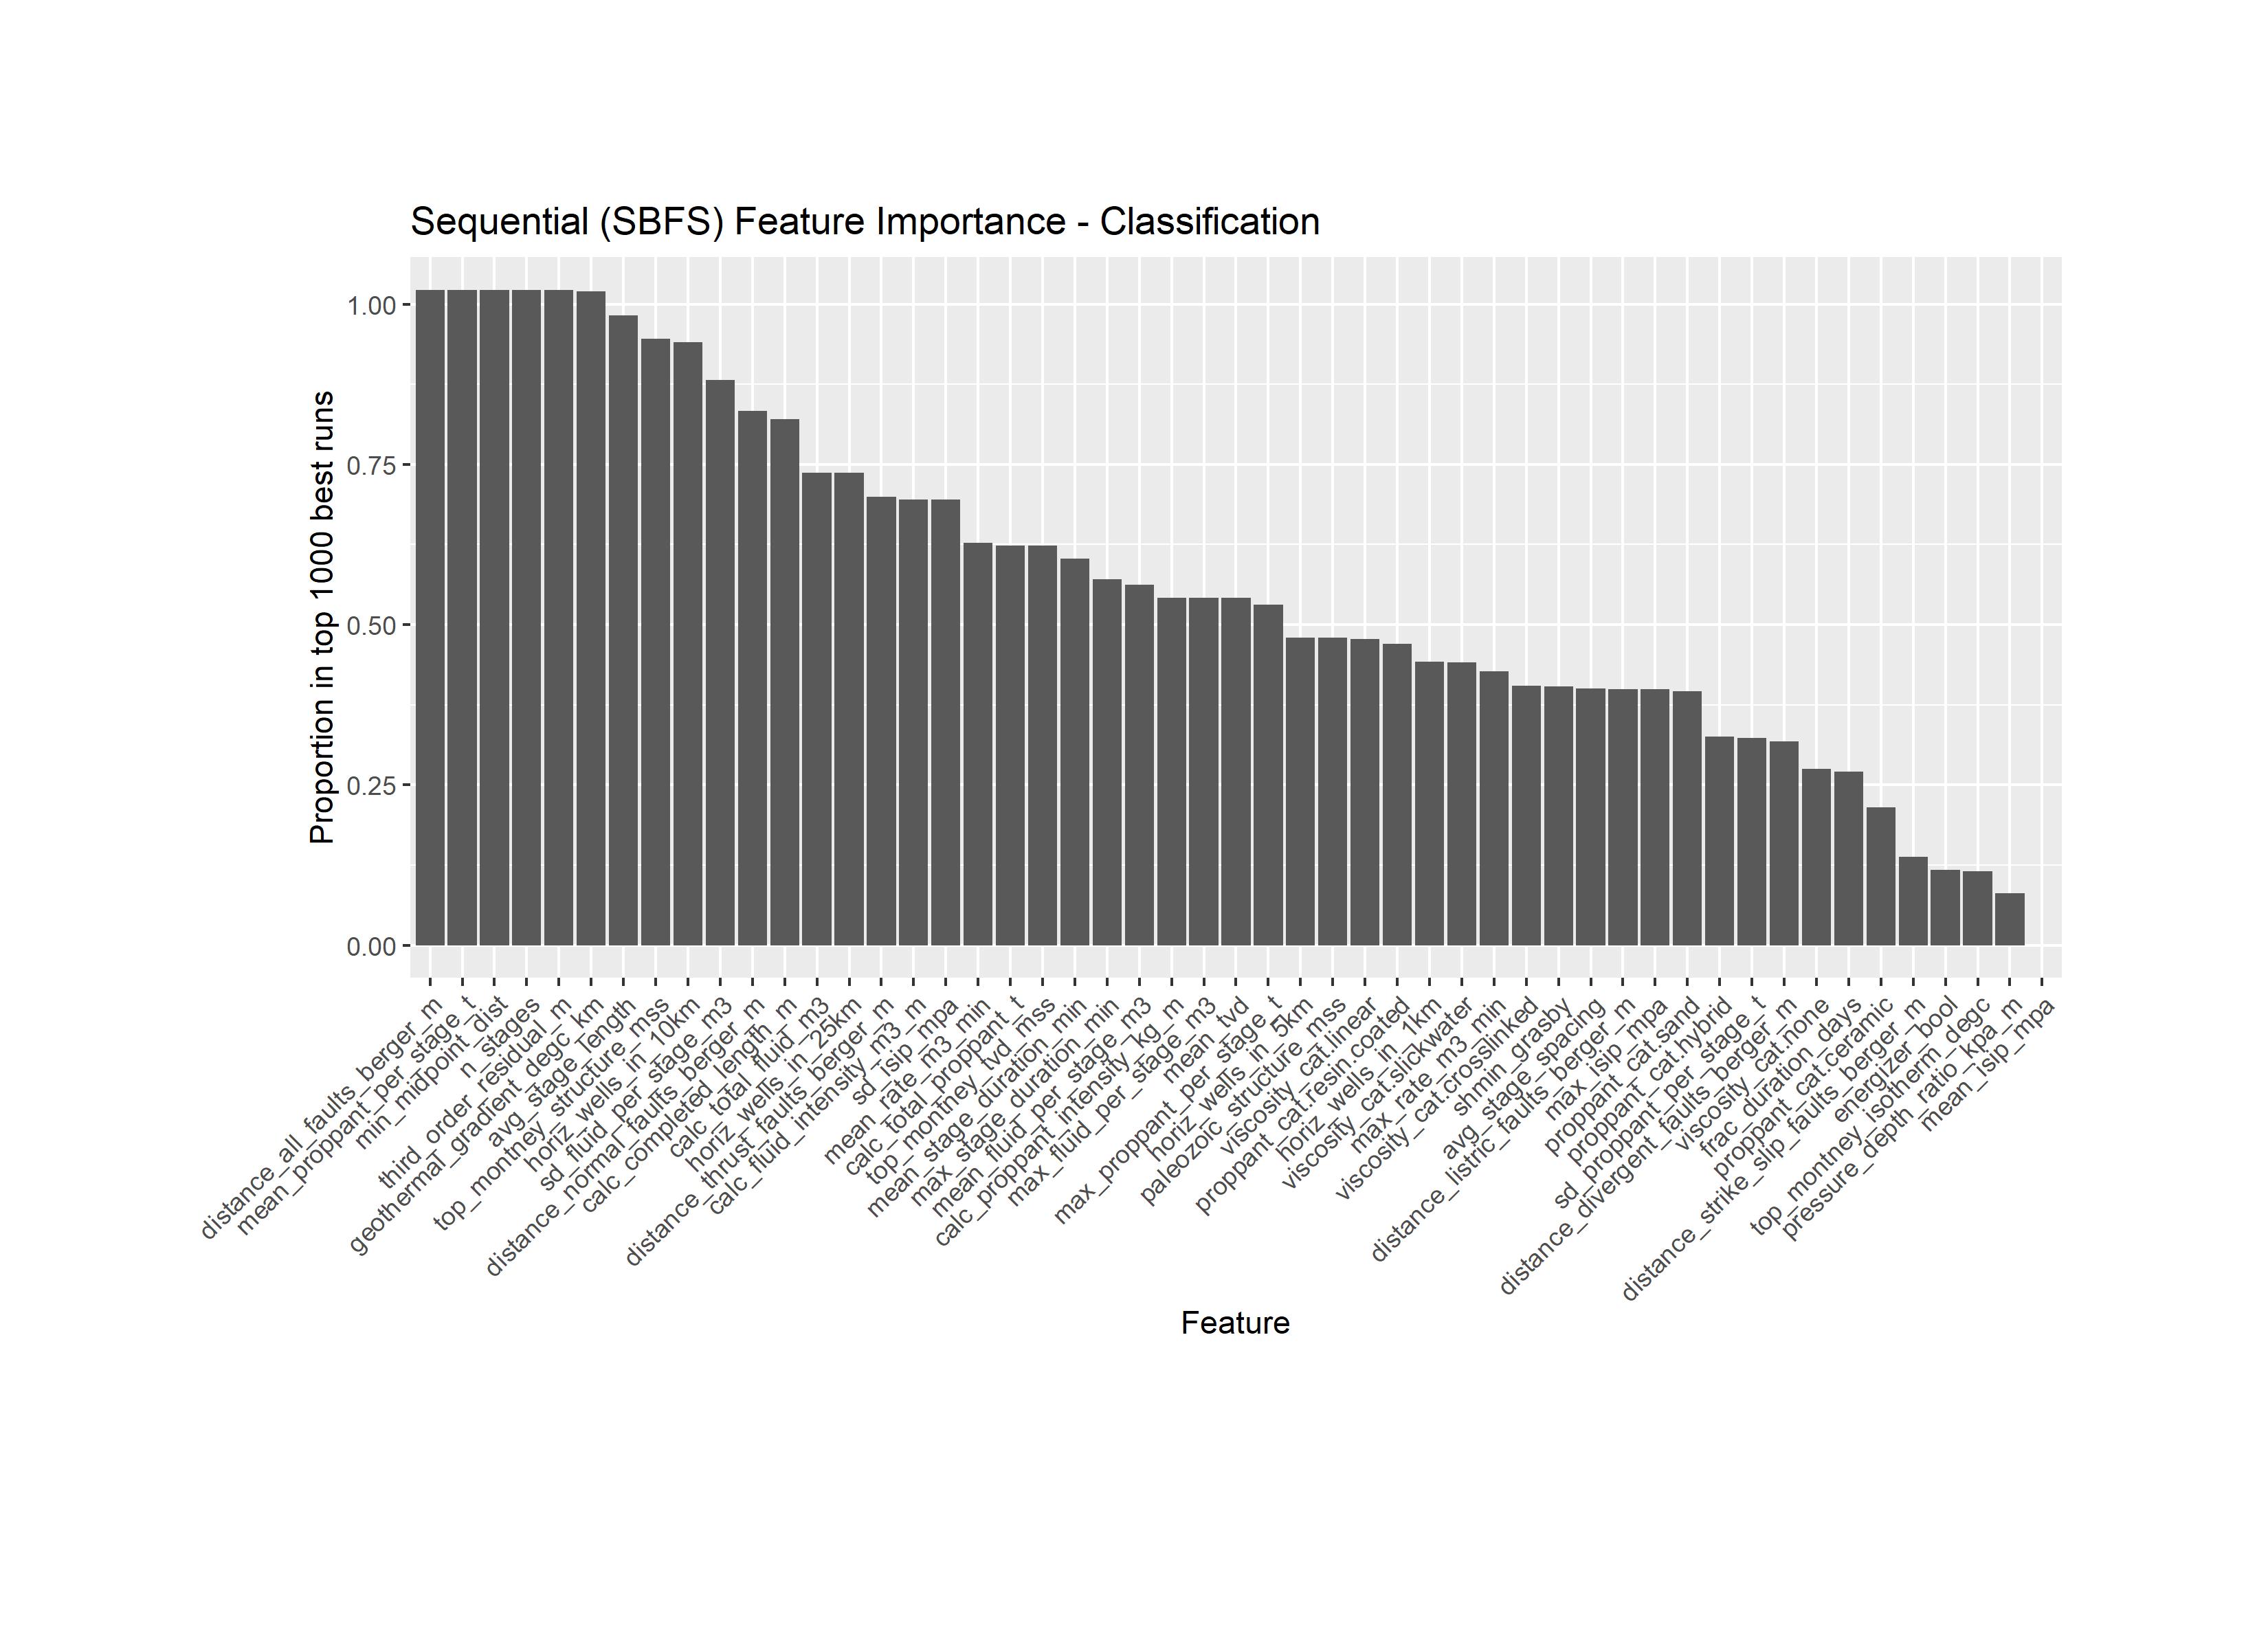 Sequential (SBFS) Feature Importance - Classification
Proportion in top 1000 best runs
1.00
0.75
0.50
0.25
0.00
distance_all_faults_berger_m
mean_proppant_per_stage_t
min_midpoint_dist
n_stages
third_order_residual_m
geothermal_gradient_degc_km
avg_stage_length
top_montney_structure_mss
horiz_wells_in_10km
sd_fluid_per_stage_m3
distance_normal_faults_berger_m
calc_completed_length_m
calc_total_fluid_m3
horiz_wells_in_25km
distance_thrust_faults_berger_m
calc_fluid_intensity_m3_m
sd_isip_mpa
mean_rate_m3_min
calc_total_proppant_t
top_montney_tvd_mss
mean_stage_duration_min
max_stage_duration_min
mean_fluid_per_stage_m3
calc_proppant_intensity_kg_m
max_fluid_per_stage_m3
mean_tvd
max_proppant_per_stage_t
horiz_wells_in_5km
paleozoic_structure_mss
viscosity_cat.linear
proppant_cat.resin.coated
horiz_wells_in_1km
viscosity_cat.slickwater
max_rate_m3_min
viscosity_cat.crosslinked
shmin_grasby
avg_stage_spacing
distance_listric_faults_berger_m
max_isip_mpa
proppant_cat.sand
proppant_cat.hybrid
sd_proppant_per_stage_t
distance_divergent_faults_berger_m
viscosity_cat.none
frac_duration_days
proppant_cat.ceramic
distance_strike_slip_faults_berger_m
energizer_bool
top_montney_isotherm_degc
pressure_depth_ratio_kpa_m
mean_isip_mpa
Feature